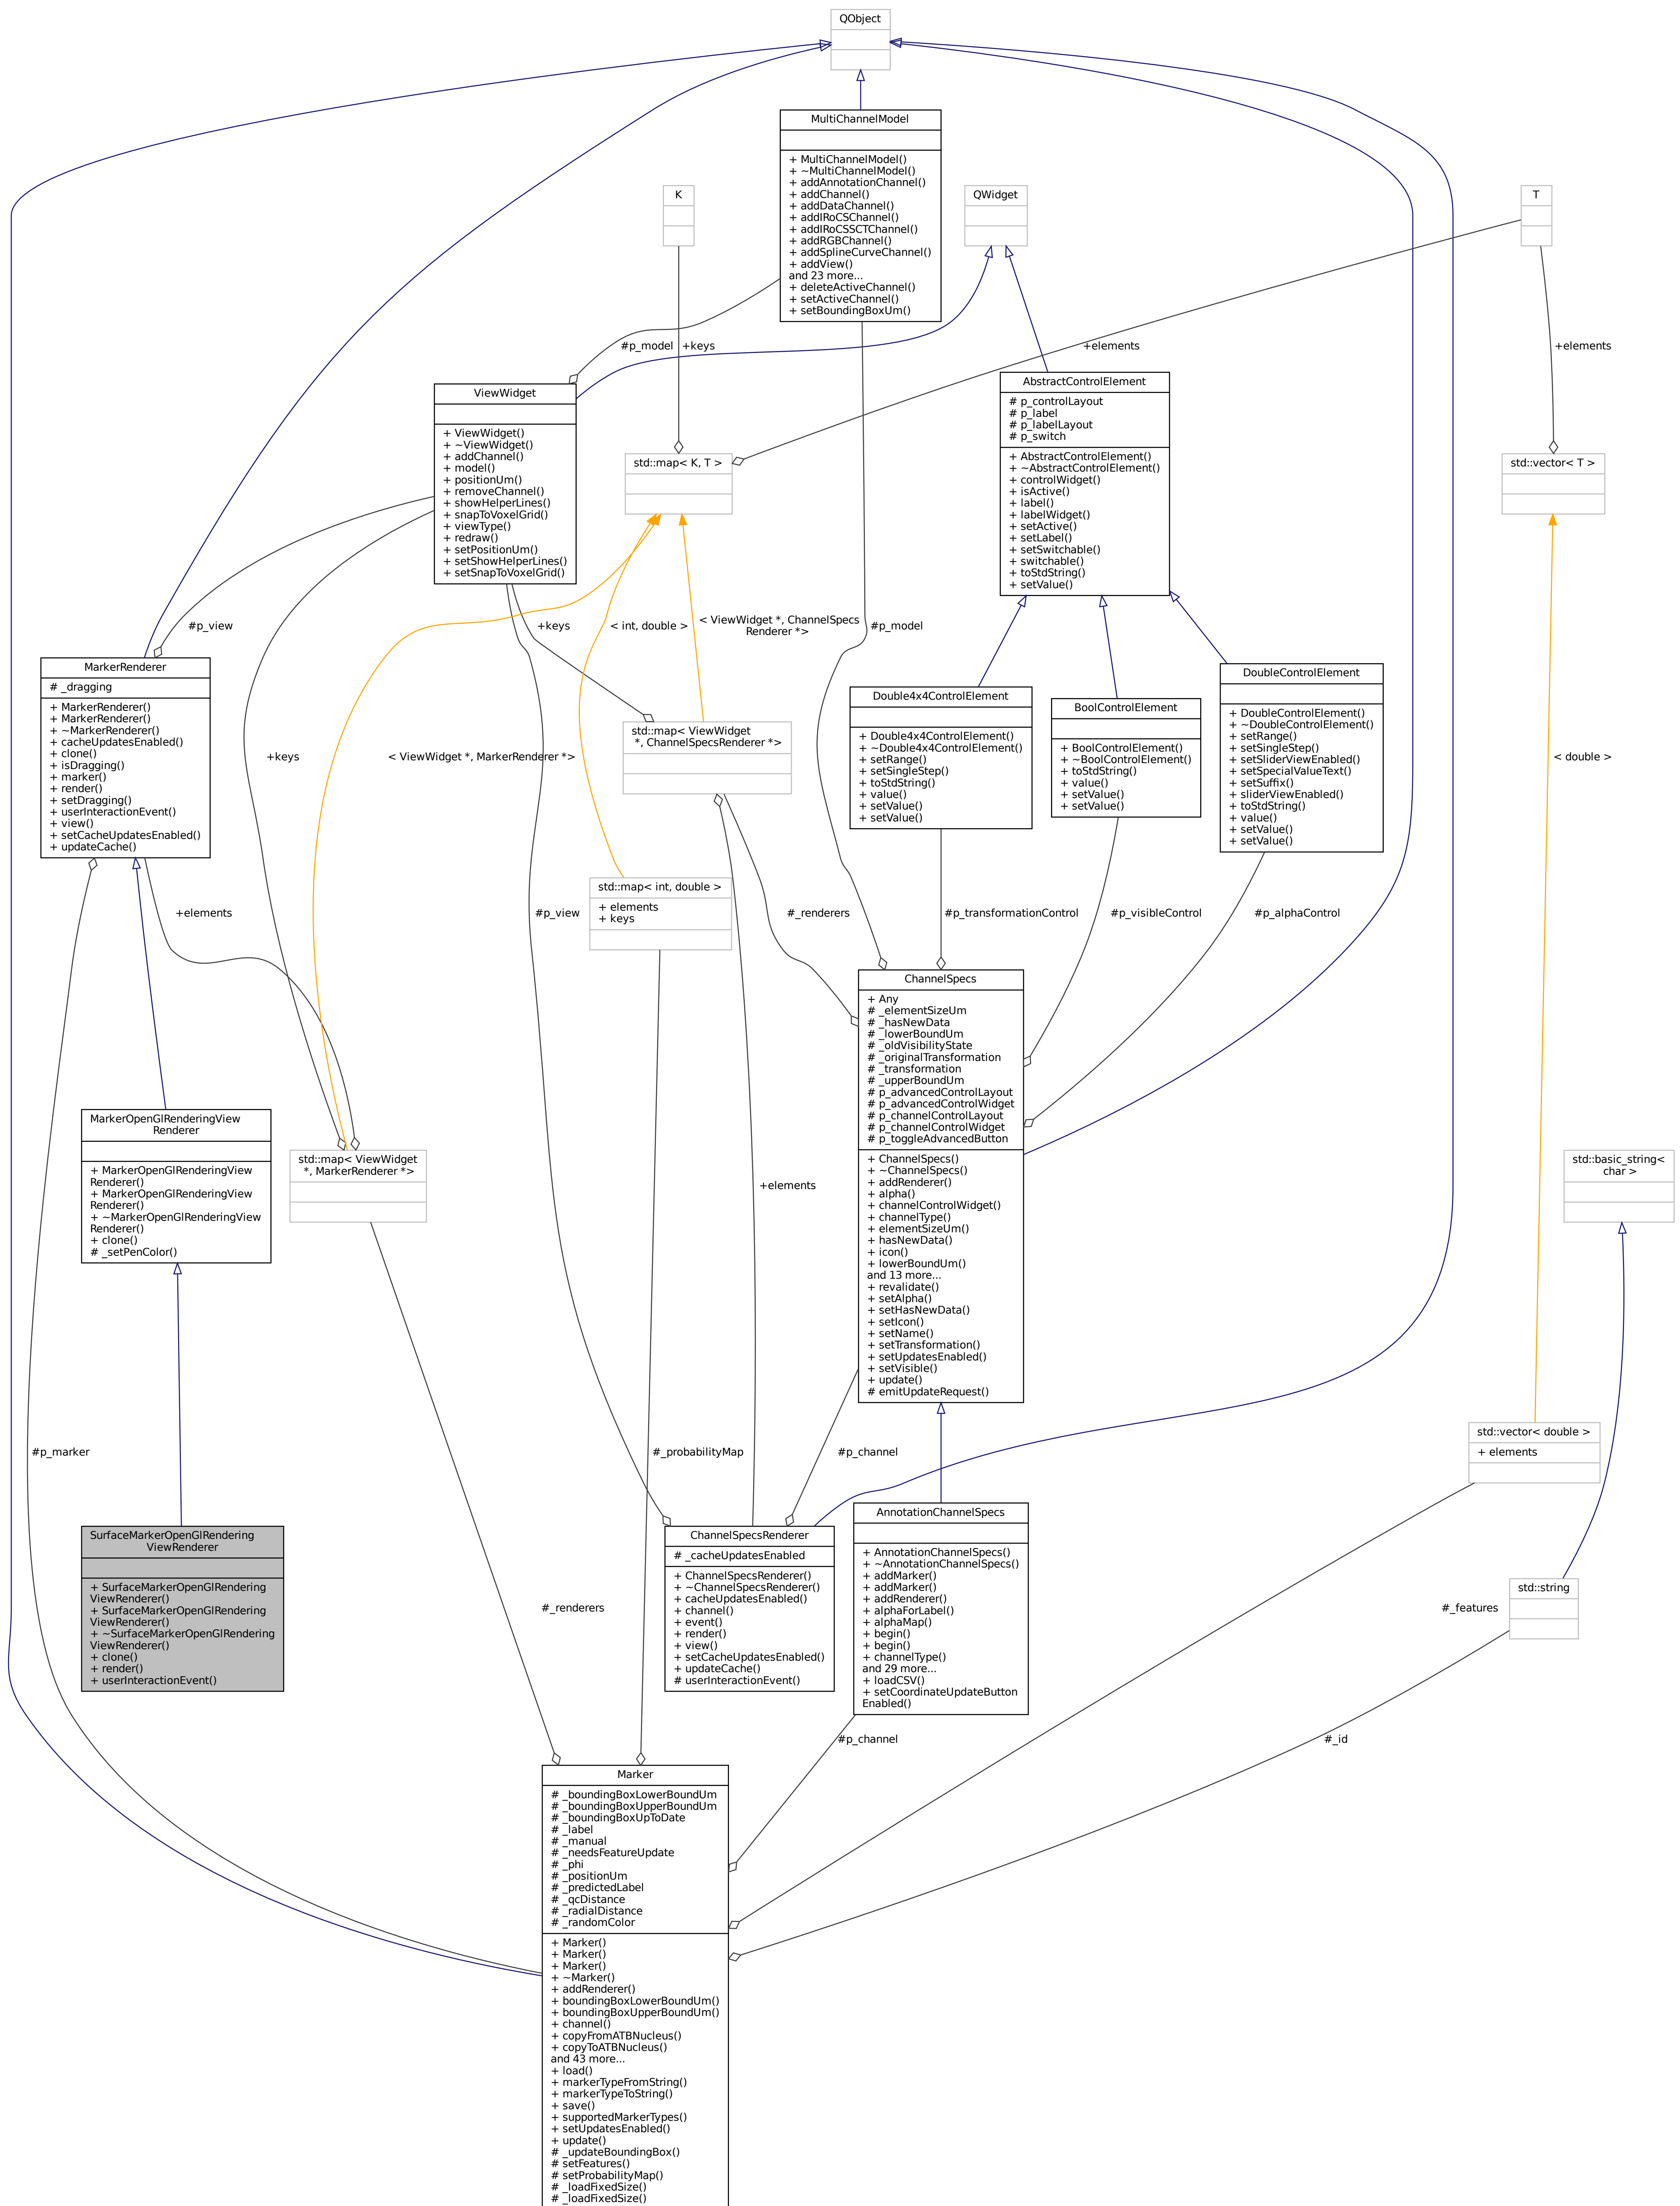 QObject
MultiChannelModel
+ MultiChannelModel()
+ ~MultiChannelModel()
+ addAnnotationChannel()
+ addChannel()
+ addDataChannel()
+ addIRoCSChannel()
+ addIRoCSSCTChannel()
+ addRGBChannel()
+ addSplineCurveChannel()
+ addView()
and 23 more...
+ deleteActiveChannel()
+ setActiveChannel()
+ setBoundingBoxUm()
K
QWidget
T
#p_model
+keys
+elements
+elements
ViewWidget
+ ViewWidget()
+ ~ViewWidget()
+ addChannel()
+ model()
+ positionUm()
+ removeChannel()
+ showHelperLines()
+ snapToVoxelGrid()
+ viewType()
+ redraw()
+ setPositionUm()
+ setShowHelperLines()
+ setSnapToVoxelGrid()
std::map< K, T >
AbstractControlElement
# p_controlLayout
# p_label
# p_labelLayout
# p_switch
+ AbstractControlElement()
+ ~AbstractControlElement()
+ controlWidget()
+ isActive()
+ label()
+ labelWidget()
+ setActive()
+ setLabel()
+ setSwitchable()
+ switchable()
+ toStdString()
+ setValue()
std::vector< T >
#p_view
+keys
< int, double >
< ViewWidget *, ChannelSpecs
Renderer *>
#p_model
MarkerRenderer
# _dragging
+ MarkerRenderer()
+ MarkerRenderer()
+ ~MarkerRenderer()
+ cacheUpdatesEnabled()
+ clone()
+ isDragging()
+ marker()
+ render()
+ setDragging()
+ userInteractionEvent()
+ view()
+ setCacheUpdatesEnabled()
+ updateCache()
+keys
< ViewWidget *, MarkerRenderer *>
std::map< ViewWidget
*, ChannelSpecsRenderer *>
Double4x4ControlElement
+ Double4x4ControlElement()
+ ~Double4x4ControlElement()
+ setRange()
+ setSingleStep()
+ toStdString()
+ value()
+ setValue()
+ setValue()
BoolControlElement
+ BoolControlElement()
+ ~BoolControlElement()
+ toStdString()
+ value()
+ setValue()
+ setValue()
DoubleControlElement
+ DoubleControlElement()
+ ~DoubleControlElement()
+ setRange()
+ setSingleStep()
+ setSliderViewEnabled()
+ setSpecialValueText()
+ setSuffix()
+ sliderViewEnabled()
+ toStdString()
+ value()
+ setValue()
+ setValue()
< double >
+elements
#p_view
std::map< int, double >
+ elements
+ keys
#_renderers
#p_transformationControl
#p_visibleControl
#p_alphaControl
ChannelSpecs
+ Any
# _elementSizeUm
# _hasNewData
# _lowerBoundUm
# _oldVisibilityState
# _originalTransformation
# _transformation
# _upperBoundUm
# p_advancedControlLayout
# p_advancedControlWidget
# p_channelControlLayout
# p_channelControlWidget
# p_toggleAdvancedButton
+ ChannelSpecs()
+ ~ChannelSpecs()
+ addRenderer()
+ alpha()
+ channelControlWidget()
+ channelType()
+ elementSizeUm()
+ hasNewData()
+ icon()
+ lowerBoundUm()
and 13 more...
+ revalidate()
+ setAlpha()
+ setHasNewData()
+ setIcon()
+ setName()
+ setTransformation()
+ setUpdatesEnabled()
+ setVisible()
+ update()
# emitUpdateRequest()
MarkerOpenGlRenderingView
Renderer
+ MarkerOpenGlRenderingView
Renderer()
+ MarkerOpenGlRenderingView
Renderer()
+ ~MarkerOpenGlRenderingView
Renderer()
+ clone()
# _setPenColor()
std::map< ViewWidget
*, MarkerRenderer *>
+elements
std::basic_string<
char >
#p_marker
#_probabilityMap
#p_channel
std::vector< double >
+ elements
SurfaceMarkerOpenGlRendering
ViewRenderer
+ SurfaceMarkerOpenGlRendering
ViewRenderer()
+ SurfaceMarkerOpenGlRendering
ViewRenderer()
+ ~SurfaceMarkerOpenGlRendering
ViewRenderer()
+ clone()
+ render()
+ userInteractionEvent()
#_renderers
ChannelSpecsRenderer
# _cacheUpdatesEnabled
+ ChannelSpecsRenderer()
+ ~ChannelSpecsRenderer()
+ cacheUpdatesEnabled()
+ channel()
+ event()
+ render()
+ view()
+ setCacheUpdatesEnabled()
+ updateCache()
# userInteractionEvent()
AnnotationChannelSpecs
+ AnnotationChannelSpecs()
+ ~AnnotationChannelSpecs()
+ addMarker()
+ addMarker()
+ addRenderer()
+ alphaForLabel()
+ alphaMap()
+ begin()
+ begin()
+ channelType()
and 29 more...
+ loadCSV()
+ setCoordinateUpdateButton
Enabled()
#_features
std::string
#p_channel
#_id
Marker
# _boundingBoxLowerBoundUm
# _boundingBoxUpperBoundUm
# _boundingBoxUpToDate
# _label
# _manual
# _needsFeatureUpdate
# _phi
# _positionUm
# _predictedLabel
# _qcDistance
# _radialDistance
# _randomColor
+ Marker()
+ Marker()
+ Marker()
+ ~Marker()
+ addRenderer()
+ boundingBoxLowerBoundUm()
+ boundingBoxUpperBoundUm()
+ channel()
+ copyFromATBNucleus()
+ copyToATBNucleus()
and 43 more...
+ load()
+ markerTypeFromString()
+ markerTypeToString()
+ save()
+ supportedMarkerTypes()
+ setUpdatesEnabled()
+ update()
# _updateBoundingBox()
# setFeatures()
# setProbabilityMap()
# _loadFixedSize()
# _loadFixedSize()